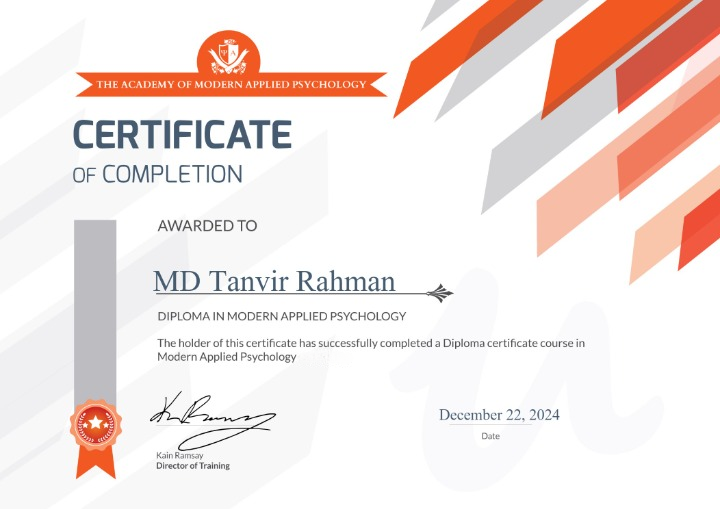 THE ACADEMY OF MODERN APPLIED PSYCHOLOGY
CERTIFICATE
OF COMPLETION
AWARDED TO
MD Tanvir Rahman
DIPLOMA IN MODERN APPLIED PSYCHOLOGY
The holder of this certificate has successfully completed a Diploma certificate course in
Modern Applied Psychology
Kain Ramsay
Director of Training
December 22, 2024
Date